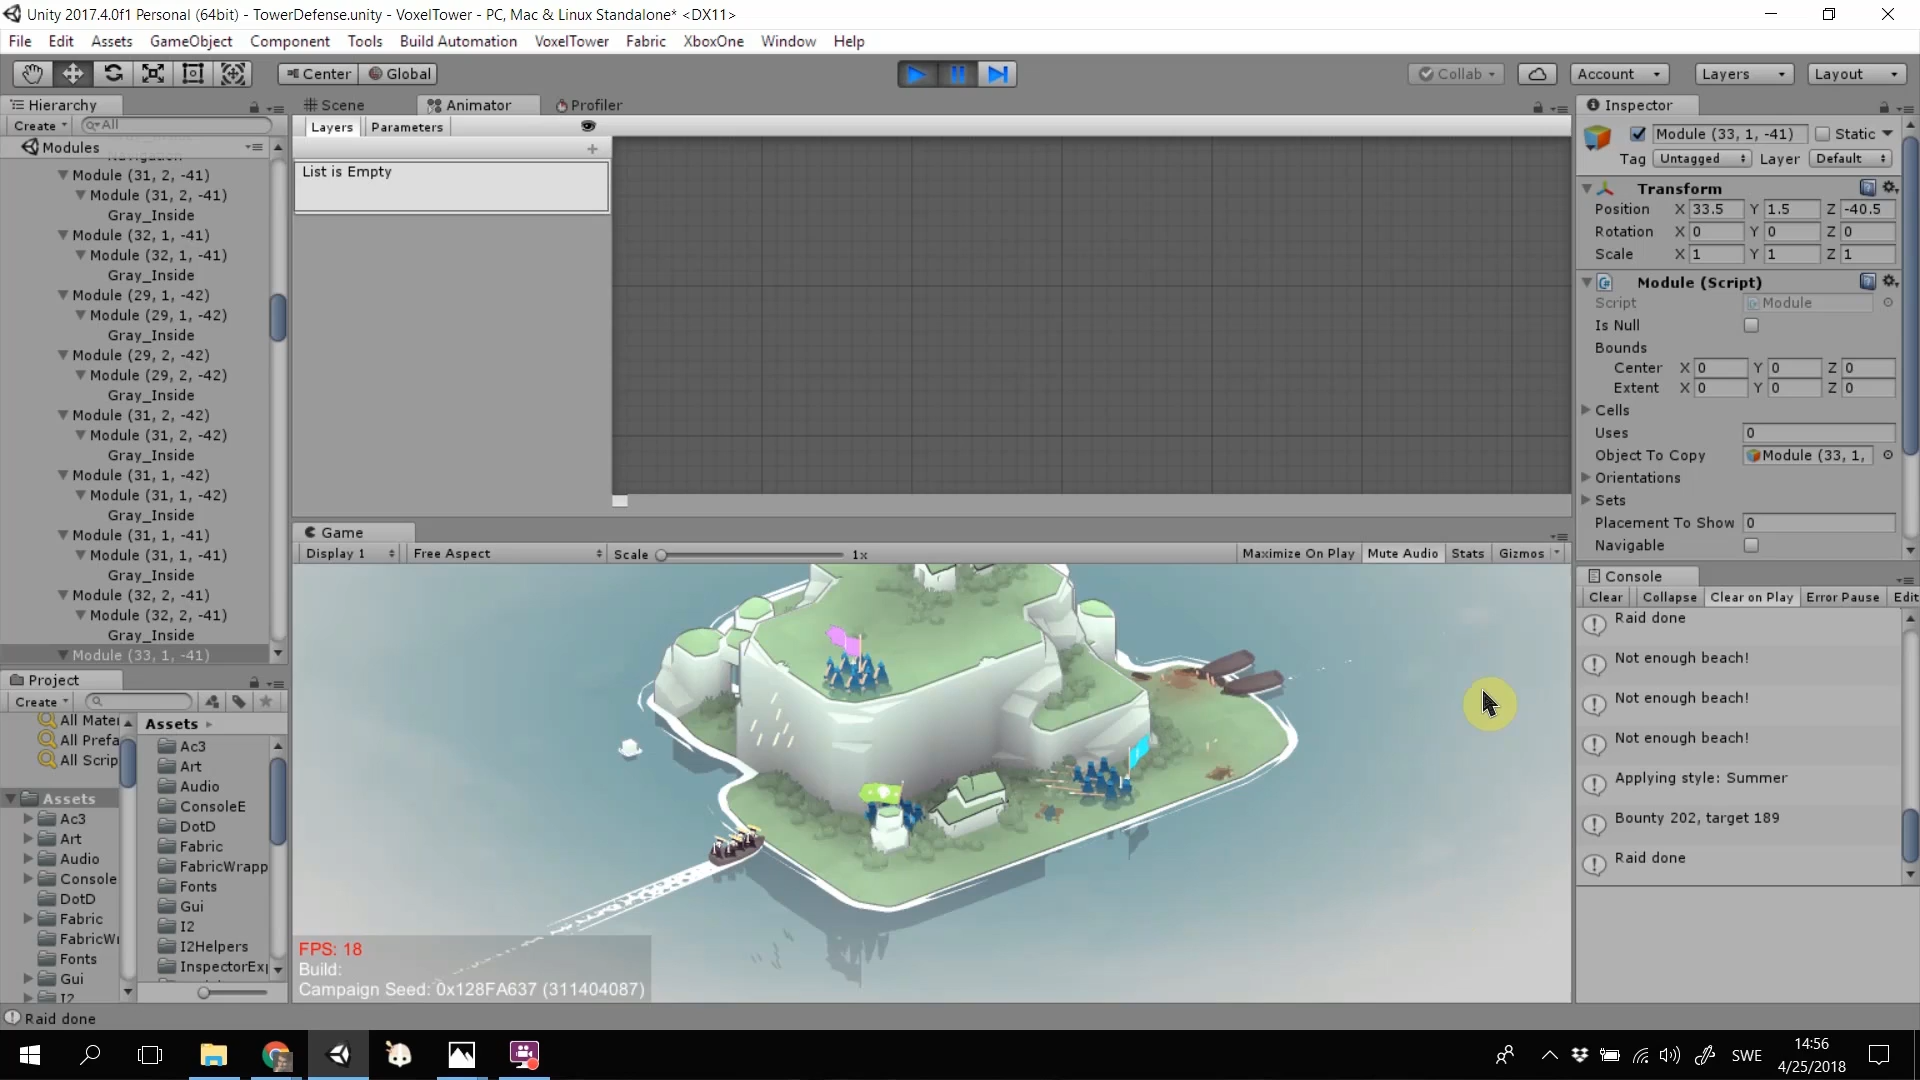 Unity 2017.4.0f1 Personal (64bit) - TowerDefense.unity - VoxelTower - PC, Mac & Linux Standalone* <DX11>
File Edit Assets GameObject Component Tools Build Automation VoxelTower Fabric XboxOne Window Help
Center Global Collab Account Layers Layout
Hierarchy
Create All
Modules
Module (31, 2, -41)
Module (31, 2, -41)
Gray_Inside
Module (32, 1, -41)
Module (32, 1, -41)
Gray_Inside
Module (29, 1, -42)
Module (29, 1, -42)
Gray_Inside
Module (29, 2, -42)
Module (29, 2, -42)
Gray_Inside
Module (31, 2, -42)
Module (31, 2, -42)
Gray_Inside
Module (31, 1, -42)
Module (31, 1, -42)
Gray_Inside
Module (31, 1, -41)
Module (31, 1, -41)
Gray_Inside
Module (32, 2, -41)
Module (32, 2, -41)
Gray_Inside
Module (33, 1, -41)
Scene Animator Profiler
Layers Parameters
List is Empty
Game
Display 1 Free Aspect Scale 1x Maximize On Play Mute Audio Stats Gizmos
FPS: 18
Build:
Campaign Seed: 0x128FA637 (311404087)
Inspector
Module (33, 1, -41) Static
Tag Untagged Layer Default
Transform
Position X 33.5 Y 1.5 Z -40.5
Rotation X 0 Y 0 Z 0
Scale X 1 Y 1 Z 1
Module (Script)
Script Module
Is Null
Bounds
Center X 0 Y 0 Z 0
Extent X 0 Y 0 Z 0
Cells
Uses 0
Object To Copy Module (33, 1,
Orientations
Sets
Placement To Show 0
Navigable
Console
Clear Collapse Clear on Play Error Pause Edit
Raid done
Not enough beach!
Not enough beach!
Not enough beach!
Applying style: Summer
Bounty 202, target 189
Raid done
Project
Create
All Mater
All Prefa
All Scrip
Assets
Ac3
Art
Audio
Console
DotD
Fabric
FabricW
Fonts
Gui
I2
Assets
Ac3
Art
Audio
ConsoleE
DotD
Fabric
FabricWrapp
Fonts
Gui
I2
I2Helpers
InspectorEx
Raid done
SWE
14:56
4/25/2018